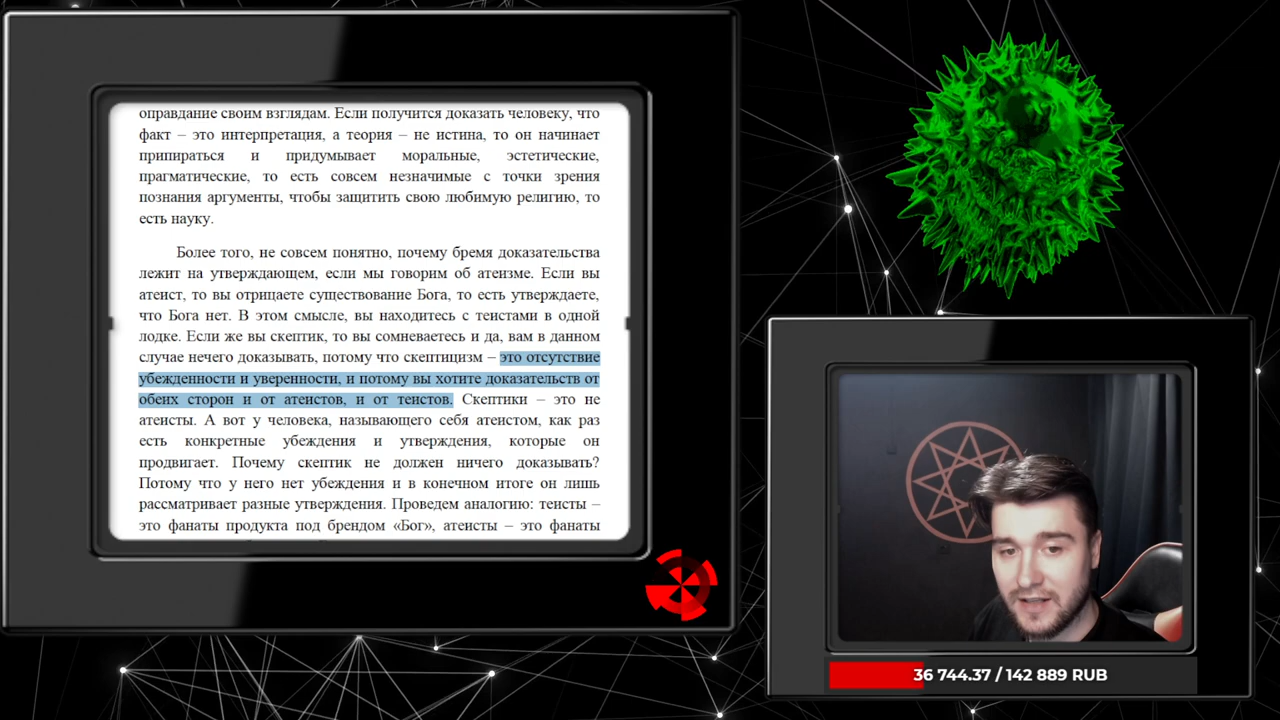 оправдание своим взглядам. Если получится доказать человеку, что
факт – это интерпретация, а теория – не истина, то он начинает
припираться и придумывает моральные, эстетические,
прагматические, то есть совсем незначимые с точки зрения
познания аргументы, чтобы защитить свою любимую религию, то
есть науку.
Более того, не совсем понятно, почему бремя доказательства
лежит на утверждающем, если мы говорим об атеизме. Если вы
атеист, то вы отрицаете существование Бога, то есть утверждаете,
что Бога нет. В этом смысле, вы находитесь с теистами в одной
лодке. Если же вы скептик, то вы сомневаетесь и да, вам в данном
случае нечего доказывать, потому что скептицизм – это отсутствие
убежденности и уверенности, и потому вы хотите доказательств от
обеих сторон и от атеистов, и от теистов. Скептики – это не
атеисты. А вот у человека, называющего себя атеистом, как раз
есть конкретные убеждения и утверждения, которые он
продвигает. Почему скептик не должен ничего доказывать?
Потому что у него нет убеждения и в конечном итоге он лишь
рассматривает разные утверждения. Проведем аналогию: теисты –
это фанаты продукта под брендом «Бог», атеисты – это фанаты
36 744.37 / 142 889 RUB